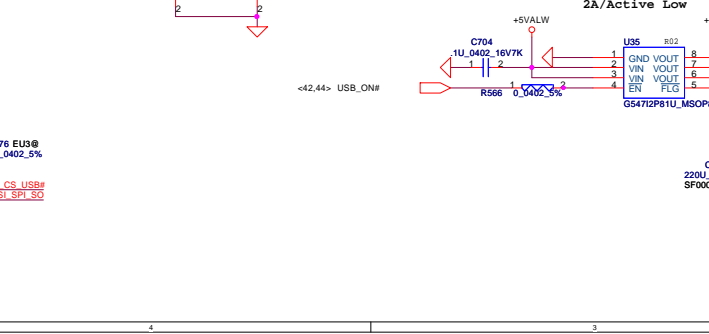 2A/Active Low
2 2
+5VALW
C704
.1U_0402_16V7K
1 2
U35 R02
1 GND VOUT 8
2 VIN VOUT 7
3 VIN VOUT 6
4 EN FLG 5
G547I2P81U_MSOP8
<42,44> USB_ON#
R566
1 2
0_0402_5%
76 EU3@
_0402_5%
_CS_USB#
SI_SPI_SO
220U_
SF000
4
3